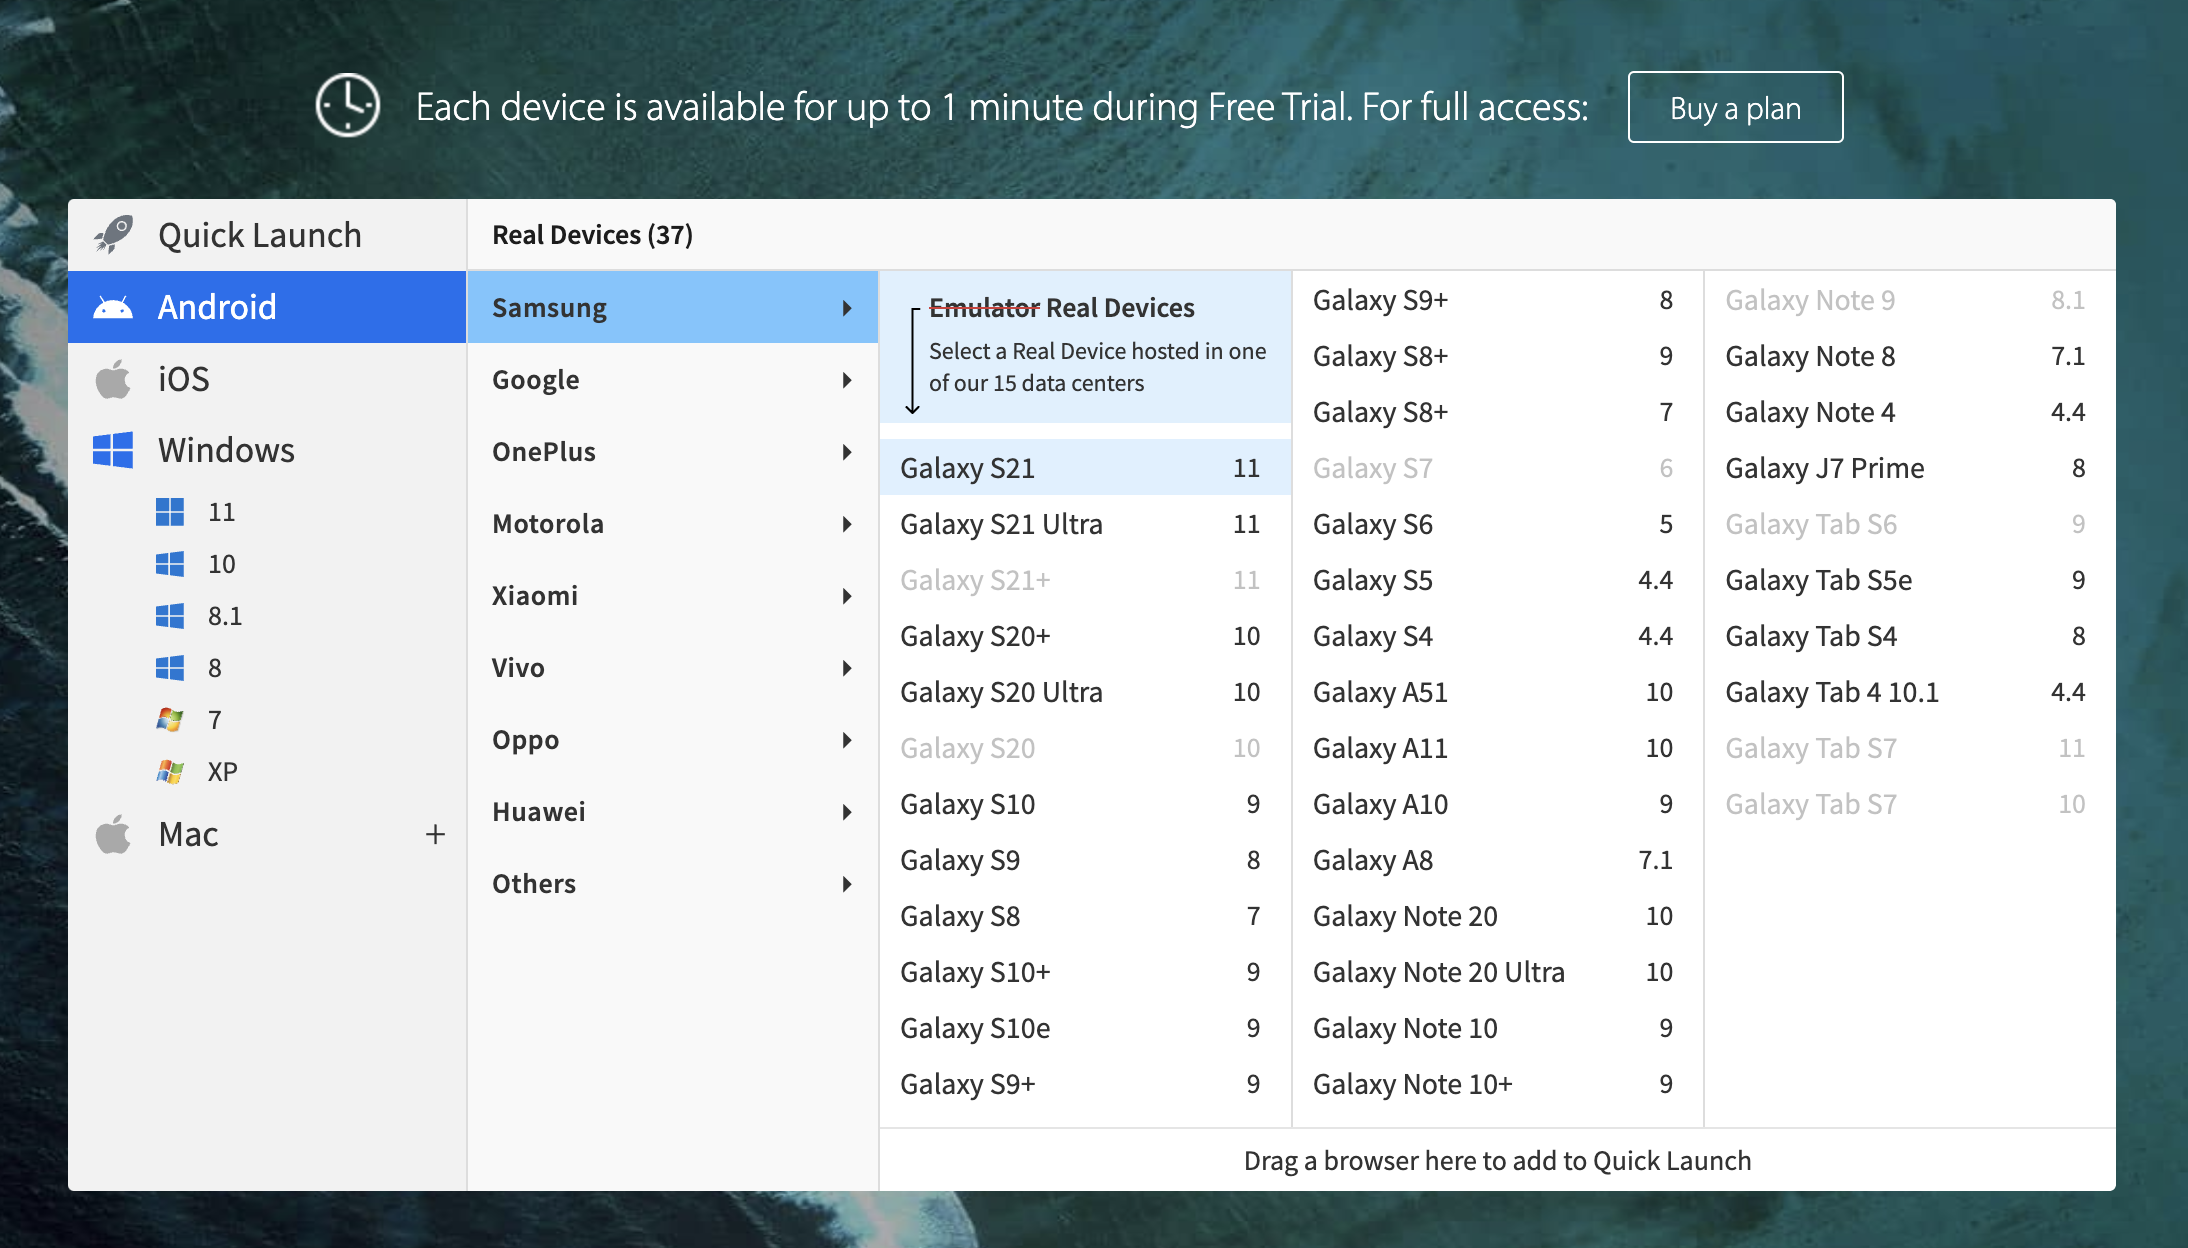 Each device is available for up to 1 minute during Free Trial. For full access:
Buy a plan
Quick Launch
Android
iOS
Windows
11
10
8.1
8
7
XP
Mac +
Real Devices (37)
Samsung
Google
OnePlus
Motorola
Xiaomi
Vivo
Oppo
Huawei
Others
Emulator Real Devices
Select a Real Device hosted in one
of our 15 data centers
Galaxy S21 11
Galaxy S21 Ultra 11
Galaxy S21+ 11
Galaxy S20+ 10
Galaxy S20 Ultra 10
Galaxy S20 10
Galaxy S10 9
Galaxy S9 8
Galaxy S8 7
Galaxy S10+ 9
Galaxy S10e 9
Galaxy S9+ 9
Galaxy S9+ 8
Galaxy S8+ 9
Galaxy S8+ 7
Galaxy S7 6
Galaxy S6 5
Galaxy S5 4.4
Galaxy S4 4.4
Galaxy A51 10
Galaxy A11 10
Galaxy A10 9
Galaxy A8 7.1
Galaxy Note 20 10
Galaxy Note 20 Ultra 10
Galaxy Note 10 9
Galaxy Note 10+ 9
Galaxy Note 9 8.1
Galaxy Note 8 7.1
Galaxy Note 4 4.4
Galaxy J7 Prime 8
Galaxy Tab S6 9
Galaxy Tab S5e 9
Galaxy Tab S4 8
Galaxy Tab 4 10.1 4.4
Galaxy Tab S7 11
Galaxy Tab S7 10
Drag a browser here to add to Quick Launch